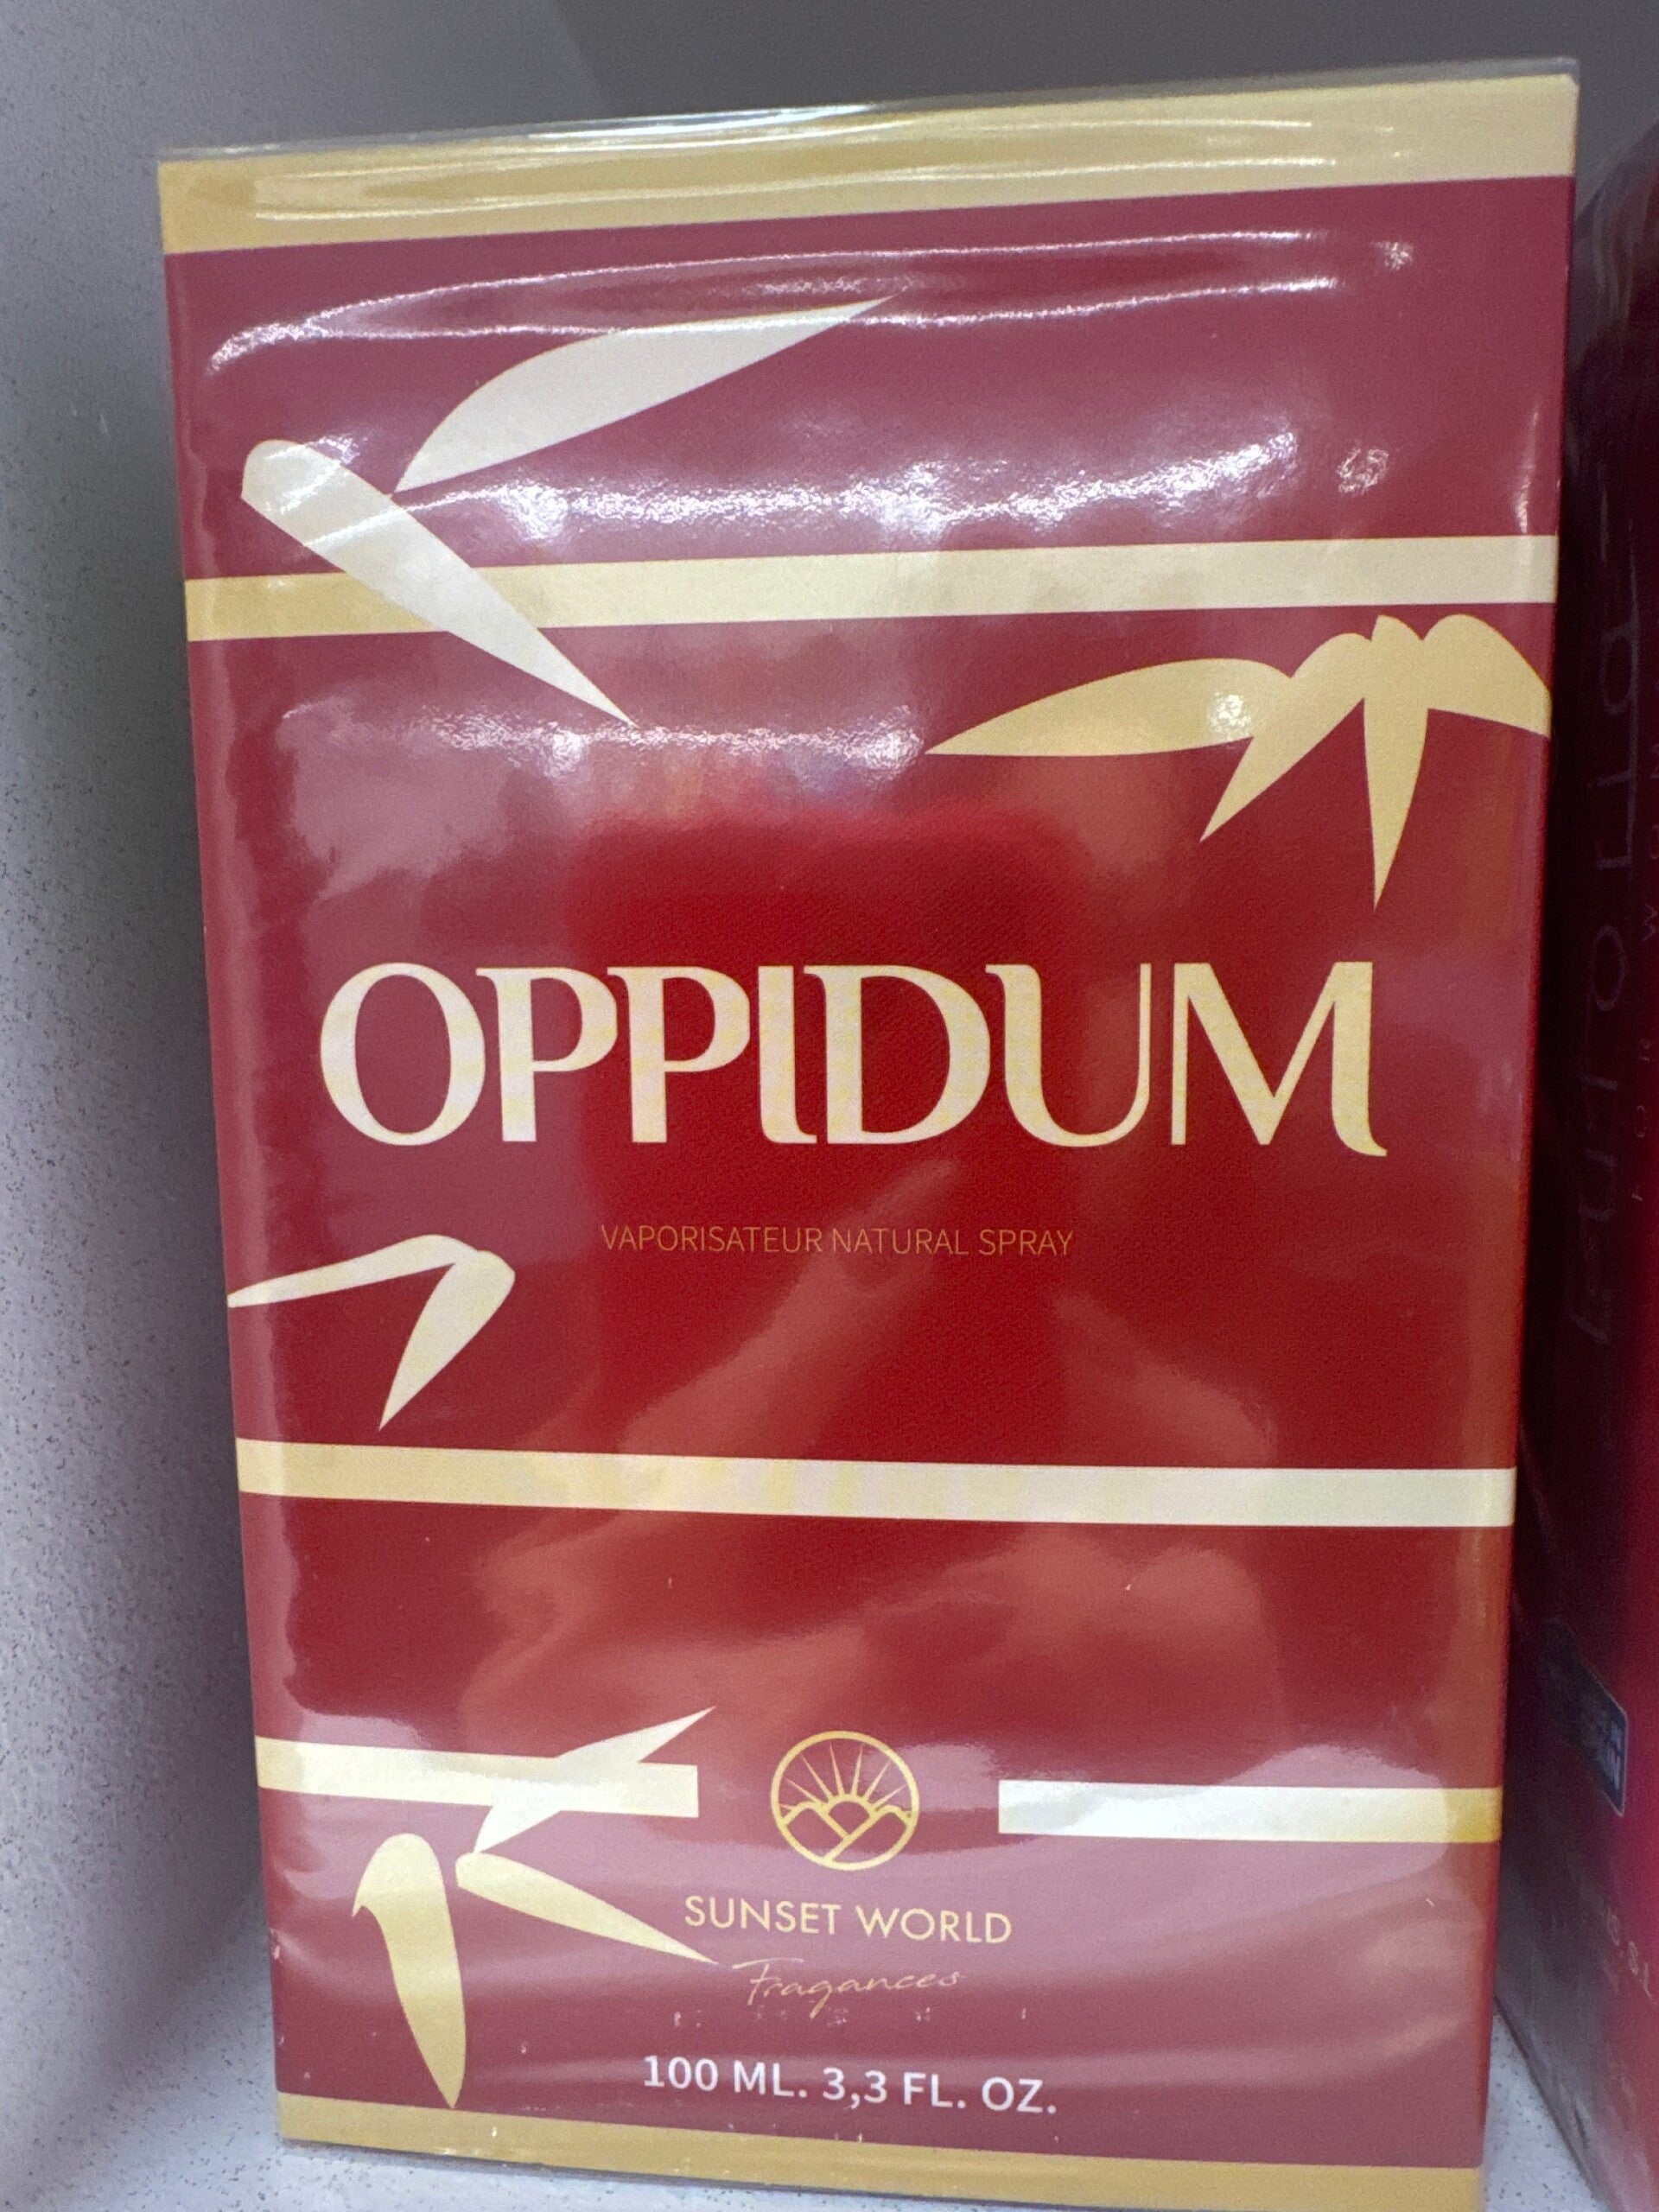 OPPIDUM
VAPORISATEUR NATURAL SPRAY
SUNSET WORLD
Fragances
100 ML. 3,3 FL. OZ.